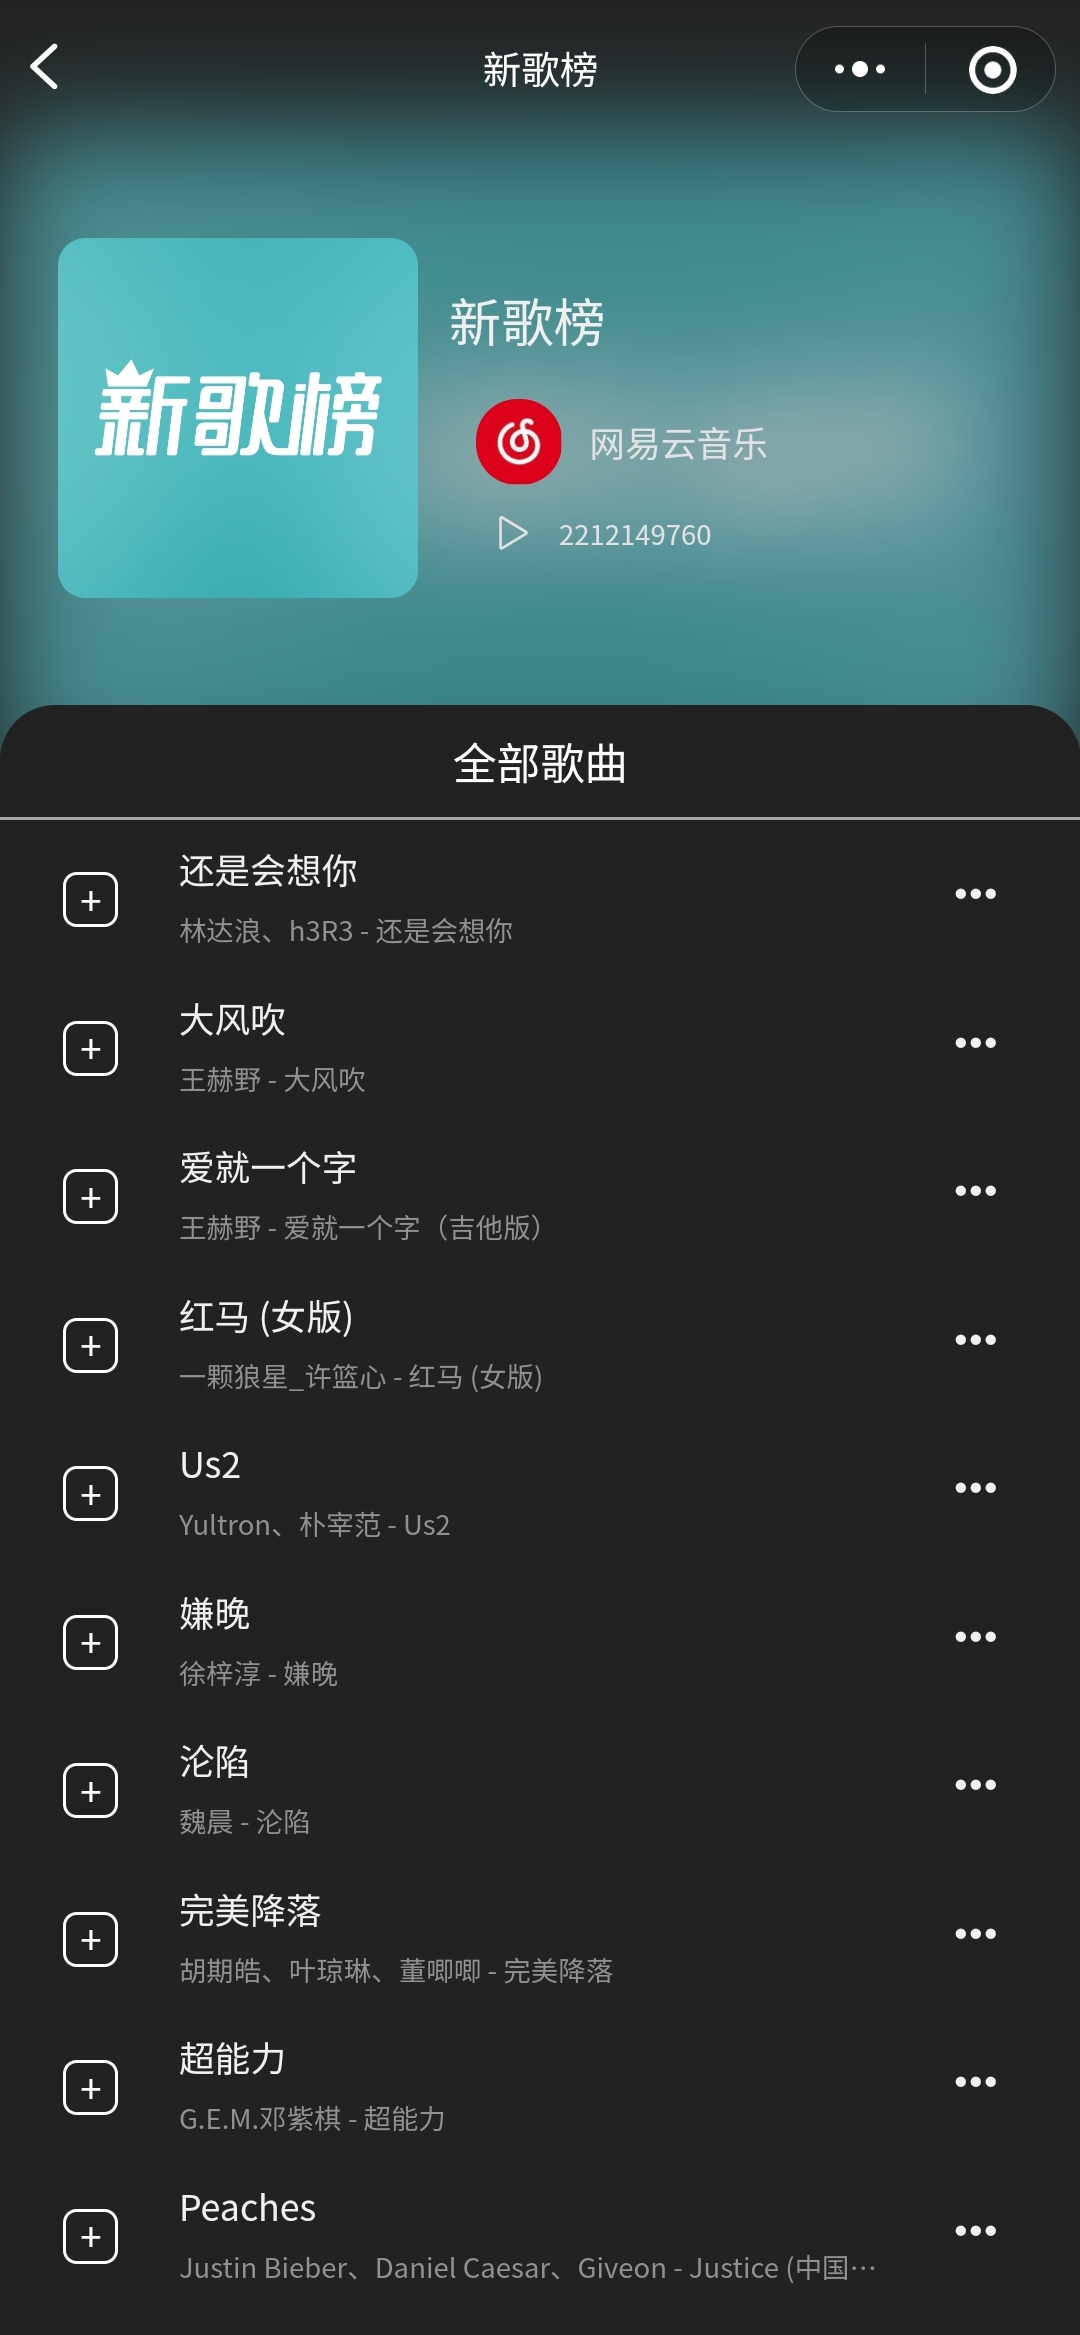 新歌榜
新歌榜
新歌榜
网易云音乐
2212149760
全部歌曲
还是会想你
林达浪、h3R3 - 还是会想你
大风吹
王赫野 - 大风吹
爱就一个字
王赫野 - 爱就一个字（吉他版）
红马 (女版)
一颗狼星_许篮心 - 红马 (女版)
Us2
Yultron、朴宰范 - Us2
嫌晚
徐梓淳 - 嫌晚
沦陷
魏晨 - 沦陷
完美降落
胡期皓、叶琼琳、董唧唧 - 完美降落
超能力
G.E.M.邓紫棋 - 超能力
Peaches
Justin Bieber、Daniel Caesar、Giveon - Justice (中国…